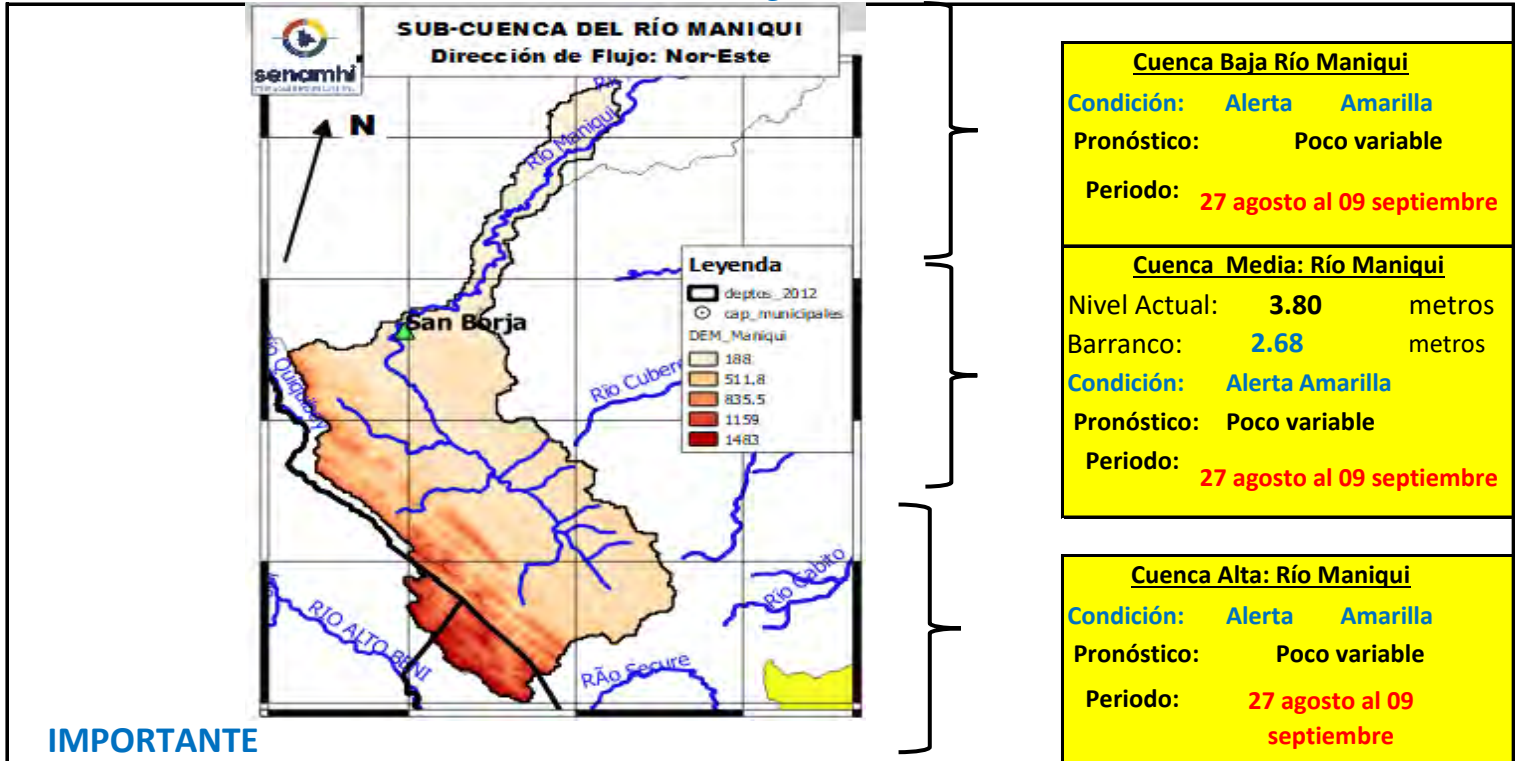 SUB-CUENCA DEL RÍO MANIQUI
Dirección de Flujo: Nor-Este
senamhi
N
Río Maniqui
Leyenda
deptos_2012
cap_municipales
DEM_Maniqui
188
511.8
835.5
1159
1483
San Borja
Río Quiquibey
Río Cubere
RIO ALTO BENI
RÃo Secure
Río Cabito
IMPORTANTE
Cuenca Baja Río Maniqui
Condición: Alerta Amarilla
Pronóstico: Poco variable
Periodo: 27 agosto al 09 septiembre
Cuenca Media: Río Maniqui
Nivel Actual: 3.80 metros
Barranco: 2.68 metros
Condición: Alerta Amarilla
Pronóstico: Poco variable
Periodo: 27 agosto al 09 septiembre
Cuenca Alta: Río Maniqui
Condición: Alerta Amarilla
Pronóstico: Poco variable
Periodo: 27 agosto al 09
septiembre